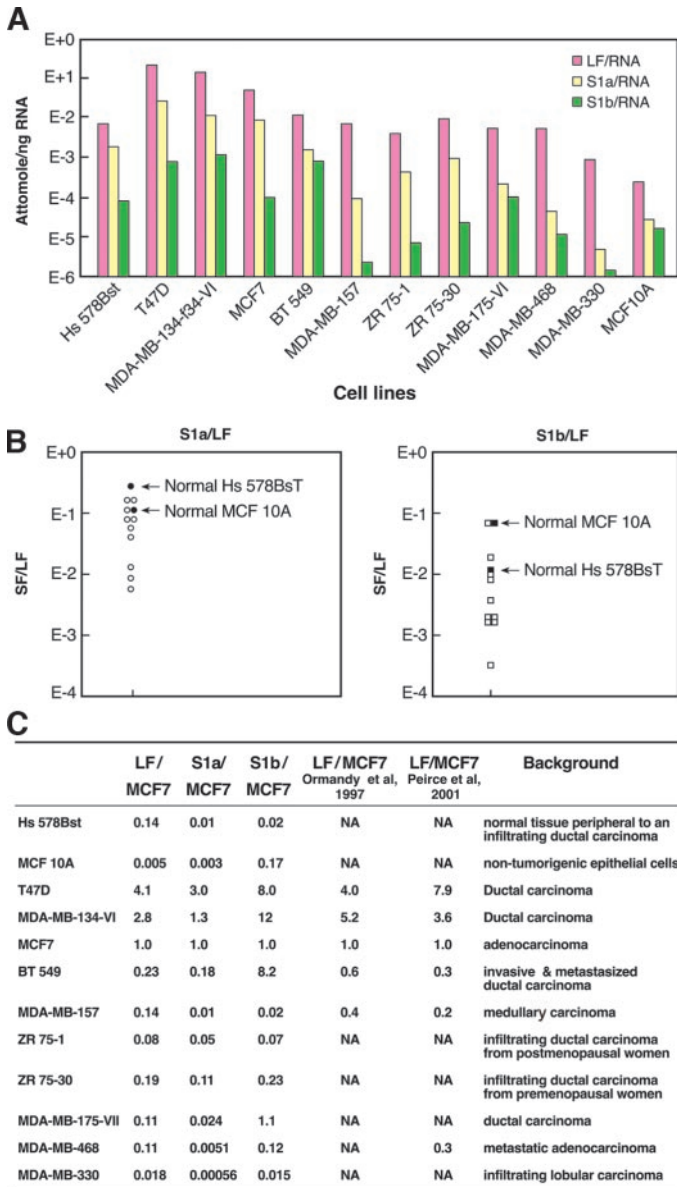 A
E+0
E+1
E-2
E-3
E-4
E-5
E-6
Attomole/ng RNA
LF/RNA
S1a/RNA
S1b/RNA
Hs 578Bst
T47D
MDA-MB-134-f34-VI
MCF7
BT 549
MDA-MB-157
ZR 75-1
ZR 75-30
MDA-MB-175-VI
MDA-MB-468
MDA-MB-330
MCF10A
Cell lines
B
S1a/LF
E+0
E-1
E-2
E-3
E-4
SF/LF
Normal Hs 578BsT
Normal MCF 10A
S1b/LF
E+0
E-1
E-2
E-3
E-4
SF/LF
Normal MCF 10A
Normal Hs 578BsT
C
LF/ S1a/ S1b/ LF/MCF7 LF/MCF7 Background
MCF7 MCF7 MCF7 Ormandy et al, Peirce et al,
1997 2001
Hs 578Bst 0.14 0.01 0.02 NA NA normal tissue peripheral to an
infiltrating ductal carcinoma
MCF 10A 0.005 0.003 0.17 NA NA non-tumorigenic epithelial cells
T47D 4.1 3.0 8.0 4.0 7.9 Ductal carcinoma
MDA-MB-134-VI 2.8 1.3 12 5.2 3.6 Ductal carcinoma
MCF7 1.0 1.0 1.0 1.0 1.0 adenocarcinoma
BT 549 0.23 0.18 8.2 0.6 0.3 invasive & metastasized
ductal carcinoma
MDA-MB-157 0.14 0.01 0.02 0.4 0.2 medullary carcinoma
ZR 75-1 0.08 0.05 0.07 NA NA infiltrating ductal carcinoma
from postmenopausal women
ZR 75-30 0.19 0.11 0.23 NA NA infiltrating ductal carcinoma
from premenopausal women
MDA-MB-175-VII 0.11 0.024 1.1 NA NA ductal carcinoma
MDA-MB-468 0.11 0.0051 0.12 NA 0.3 metastatic adenocarcinoma
MDA-MB-330 0.018 0.00056 0.015 NA NA infiltrating lobular carcinoma